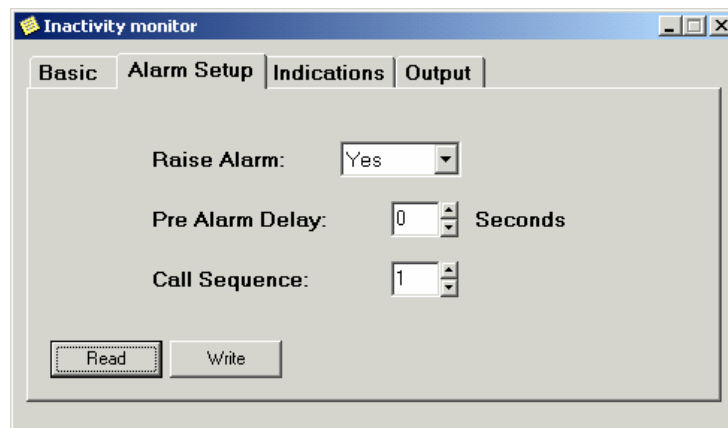 Inactivity monitor
Basic Alarm Setup Indications Output
Raise Alarm: Yes
Pre Alarm Delay: 0 Seconds
Call Sequence: 1
Read Write